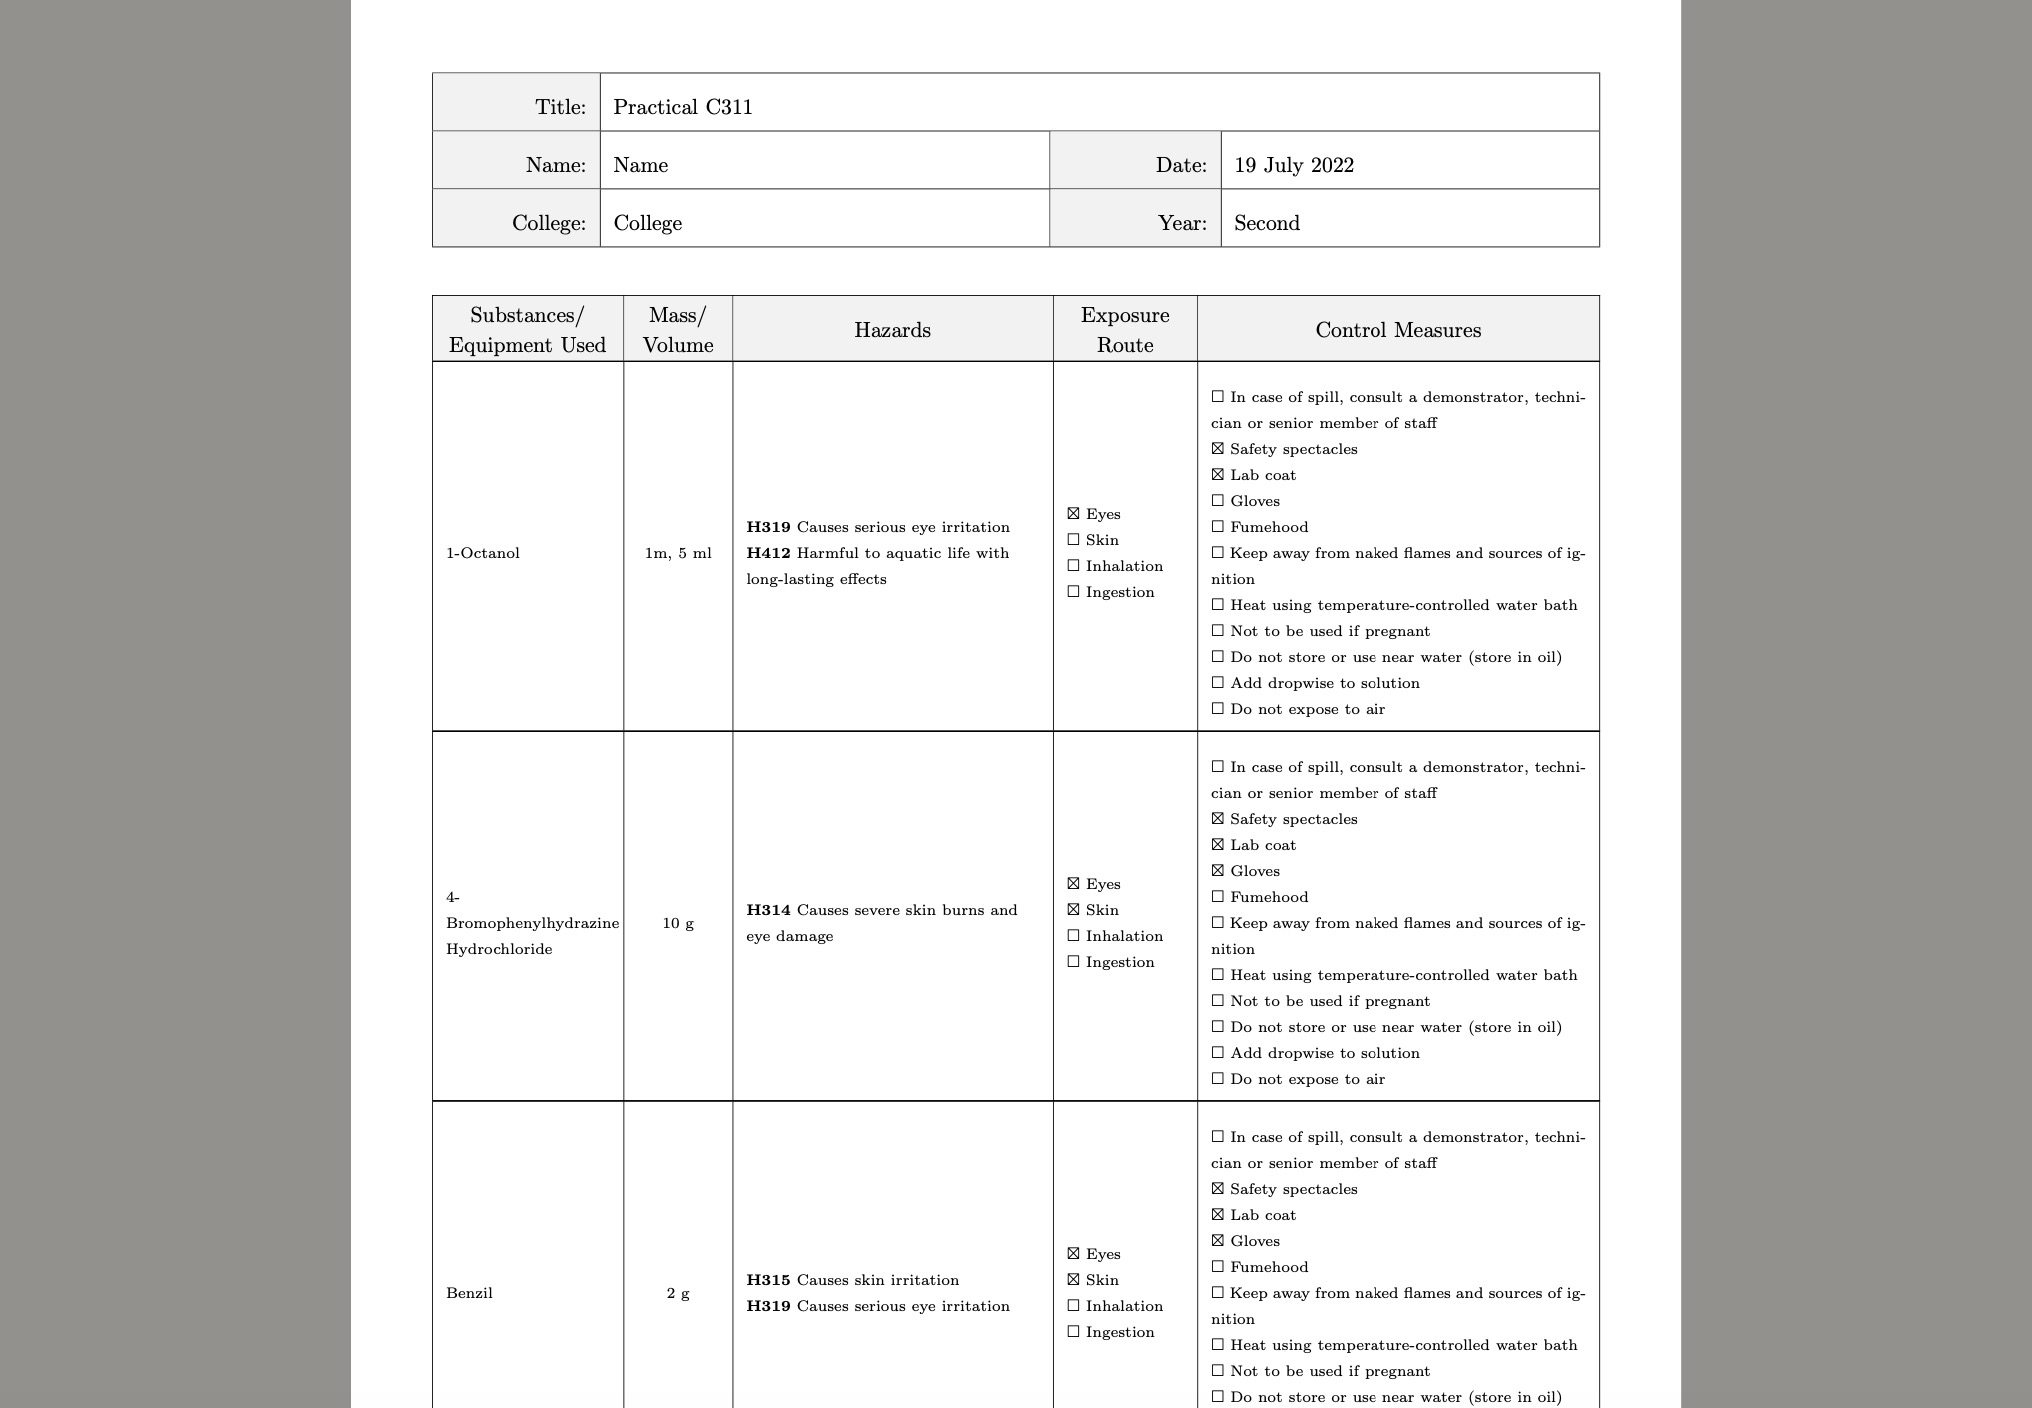 Title: Practical C311
Name: Name Date: 19 July 2022
College: College Year: Second
Substances/
Equipment Used
Mass/
Volume
Hazards
Exposure
Route
Control Measures
1-Octanol
1m, 5 ml
H319 Causes serious eye irritation
H412 Harmful to aquatic life with
long-lasting effects
☒ Eyes
☐ Skin
☐ Inhalation
☐ Ingestion
☐ In case of spill, consult a demonstrator, techni-
cian or senior member of staff
☒ Safety spectacles
☒ Lab coat
☐ Gloves
☐ Fumehood
☐ Keep away from naked flames and sources of ig-
nition
☐ Heat using temperature-controlled water bath
☐ Not to be used if pregnant
☐ Do not store or use near water (store in oil)
☐ Add dropwise to solution
☐ Do not expose to air
4-
Bromophenylhydrazine
Hydrochloride
10 g
H314 Causes severe skin burns and
eye damage
☒ Eyes
☒ Skin
☐ Inhalation
☐ Ingestion
☐ In case of spill, consult a demonstrator, techni-
cian or senior member of staff
☒ Safety spectacles
☒ Lab coat
☒ Gloves
☐ Fumehood
☐ Keep away from naked flames and sources of ig-
nition
☐ Heat using temperature-controlled water bath
☐ Not to be used if pregnant
☐ Do not store or use near water (store in oil)
☐ Add dropwise to solution
☐ Do not expose to air
Benzil
2 g
H315 Causes skin irritation
H319 Causes serious eye irritation
☒ Eyes
☒ Skin
☐ Inhalation
☐ Ingestion
☐ In case of spill, consult a demonstrator, techni-
cian or senior member of staff
☒ Safety spectacles
☒ Lab coat
☒ Gloves
☐ Fumehood
☐ Keep away from naked flames and sources of ig-
nition
☐ Heat using temperature-controlled water bath
☐ Not to be used if pregnant
☐ Do not store or use near water (store in oil)